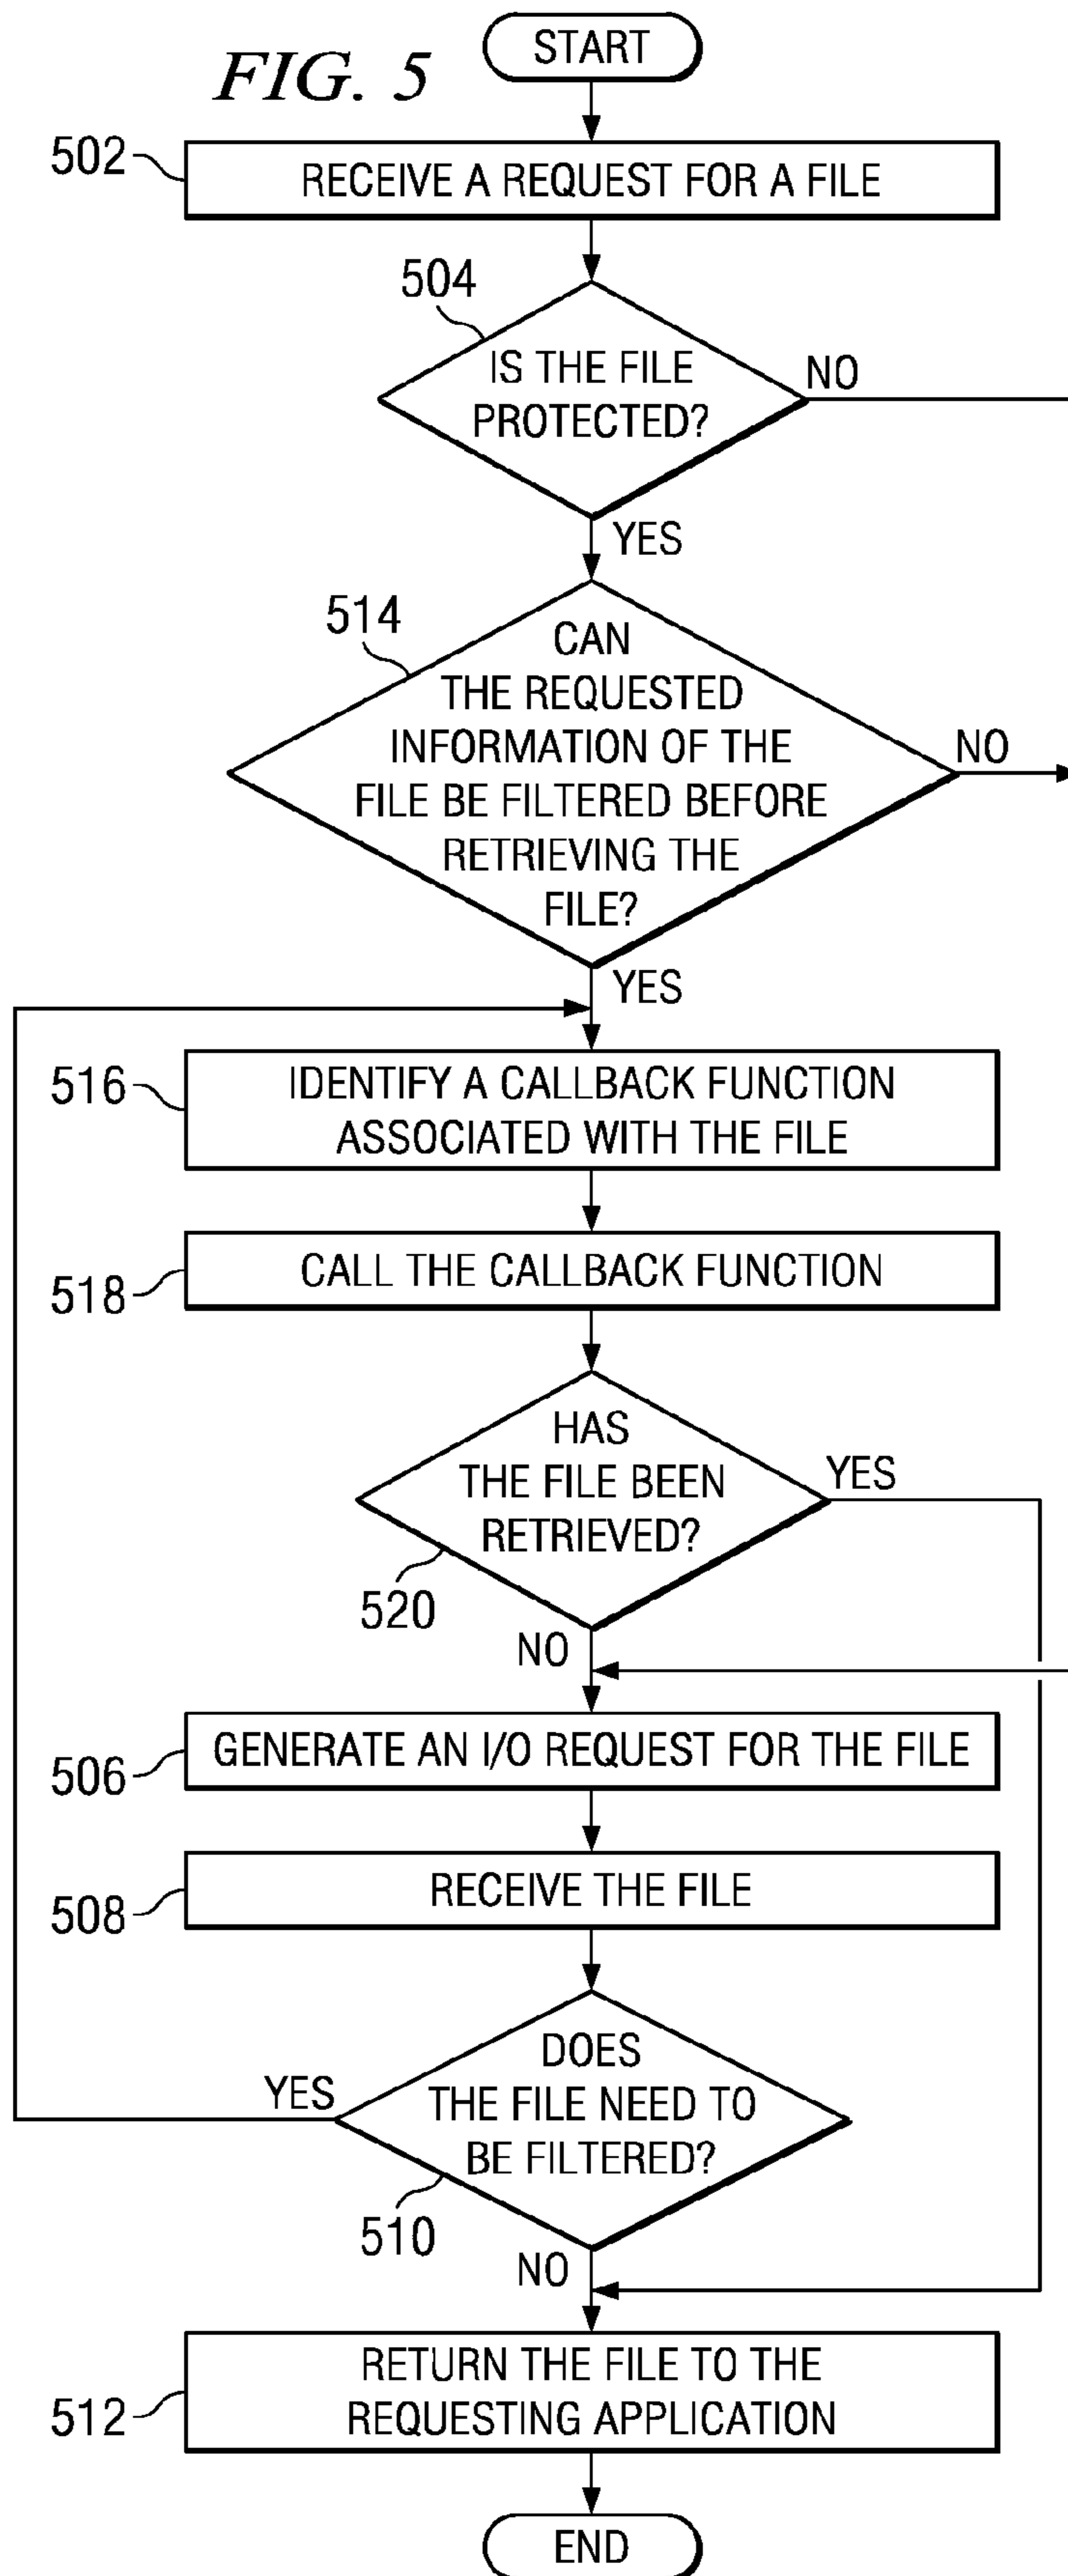 FIG. 5
START
502
RECEIVE A REQUEST FOR A FILE
504
IS THE FILE
PROTECTED?
NO
YES
514
CAN
THE REQUESTED
INFORMATION OF THE
FILE BE FILTERED BEFORE
RETRIEVING THE
FILE?
NO
YES
516
IDENTIFY A CALLBACK FUNCTION
ASSOCIATED WITH THE FILE
518
CALL THE CALLBACK FUNCTION
HAS
THE FILE BEEN
RETRIEVED?
YES
520
NO
506
GENERATE AN I/O REQUEST FOR THE FILE
508
RECEIVE THE FILE
DOES
THE FILE NEED TO
BE FILTERED?
YES
510
NO
512
RETURN THE FILE TO THE
REQUESTING APPLICATION
END